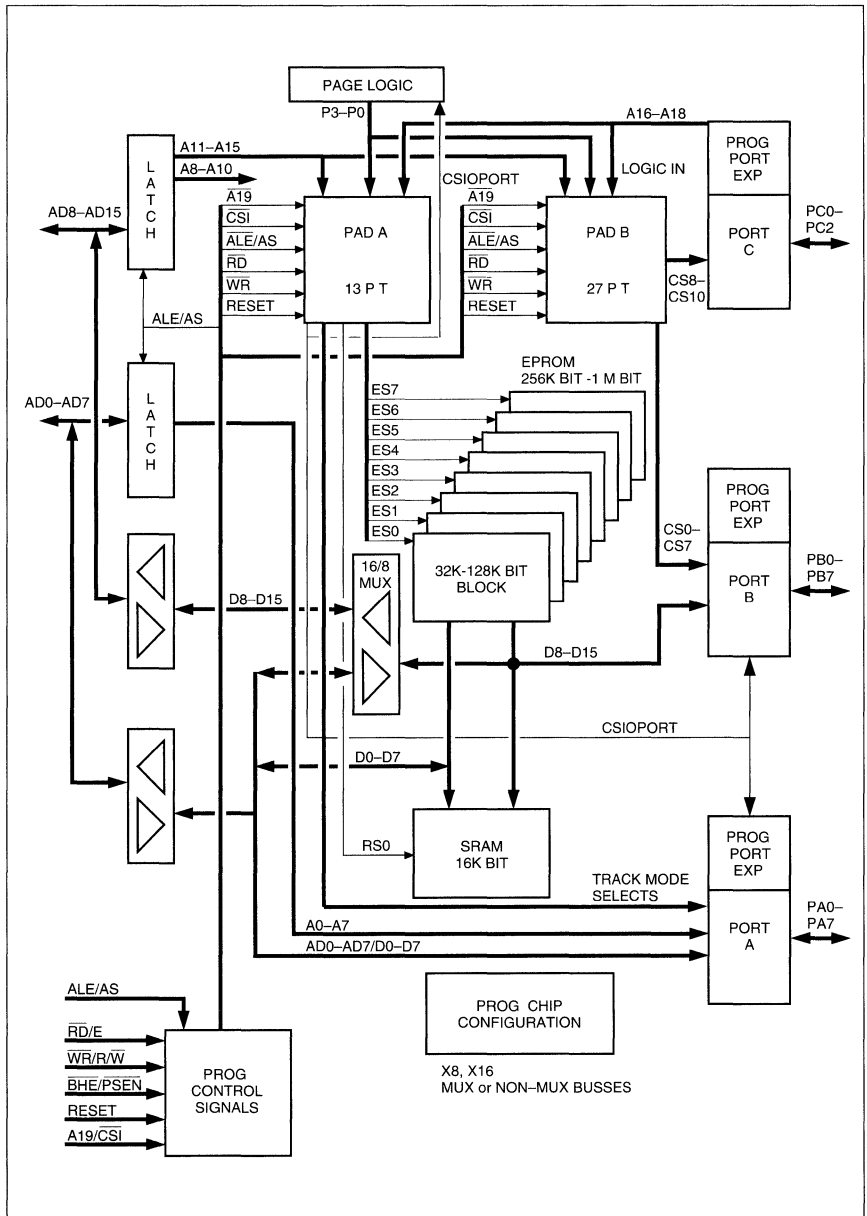 PAGE LOGIC
P3–P0
A16–A18
PROG
PORT
EXP
A11–A15
A8–A10
LATCH
CSIOPORT
LOGIC IN
AD8–AD15
A19
CSI
ALE/AS
RD
WR
RESET
PAD A
13 P T
A19
CSI
ALE/AS
RD
WR
RESET
PAD B
27 P T
PORT
C
PC0–
PC2
CS8–
CS10
ALE/AS
EPROM
256K BIT -1 M BIT
AD0–AD7
LATCH
ES7
ES6
ES5
ES4
ES3
ES2
ES1
ES0
PROG
PORT
EXP
CS0–
CS7
16/8
MUX
32K-128K BIT
BLOCK
PORT
B
PB0–
PB7
D8–D15
D8–D15
CSIOPORT
D0–D7
RS0
SRAM
16K BIT
PROG
PORT
EXP
TRACK MODE
SELECTS
A0–A7
AD0–AD7/D0–D7
PORT
A
PA0–
PA7
ALE/AS
RD/E
WR/R/W
BHE/PSEN
RESET
A19/CSI
PROG
CONTROL
SIGNALS
PROG CHIP
CONFIGURATION
X8, X16
MUX or NON–MUX BUSSES